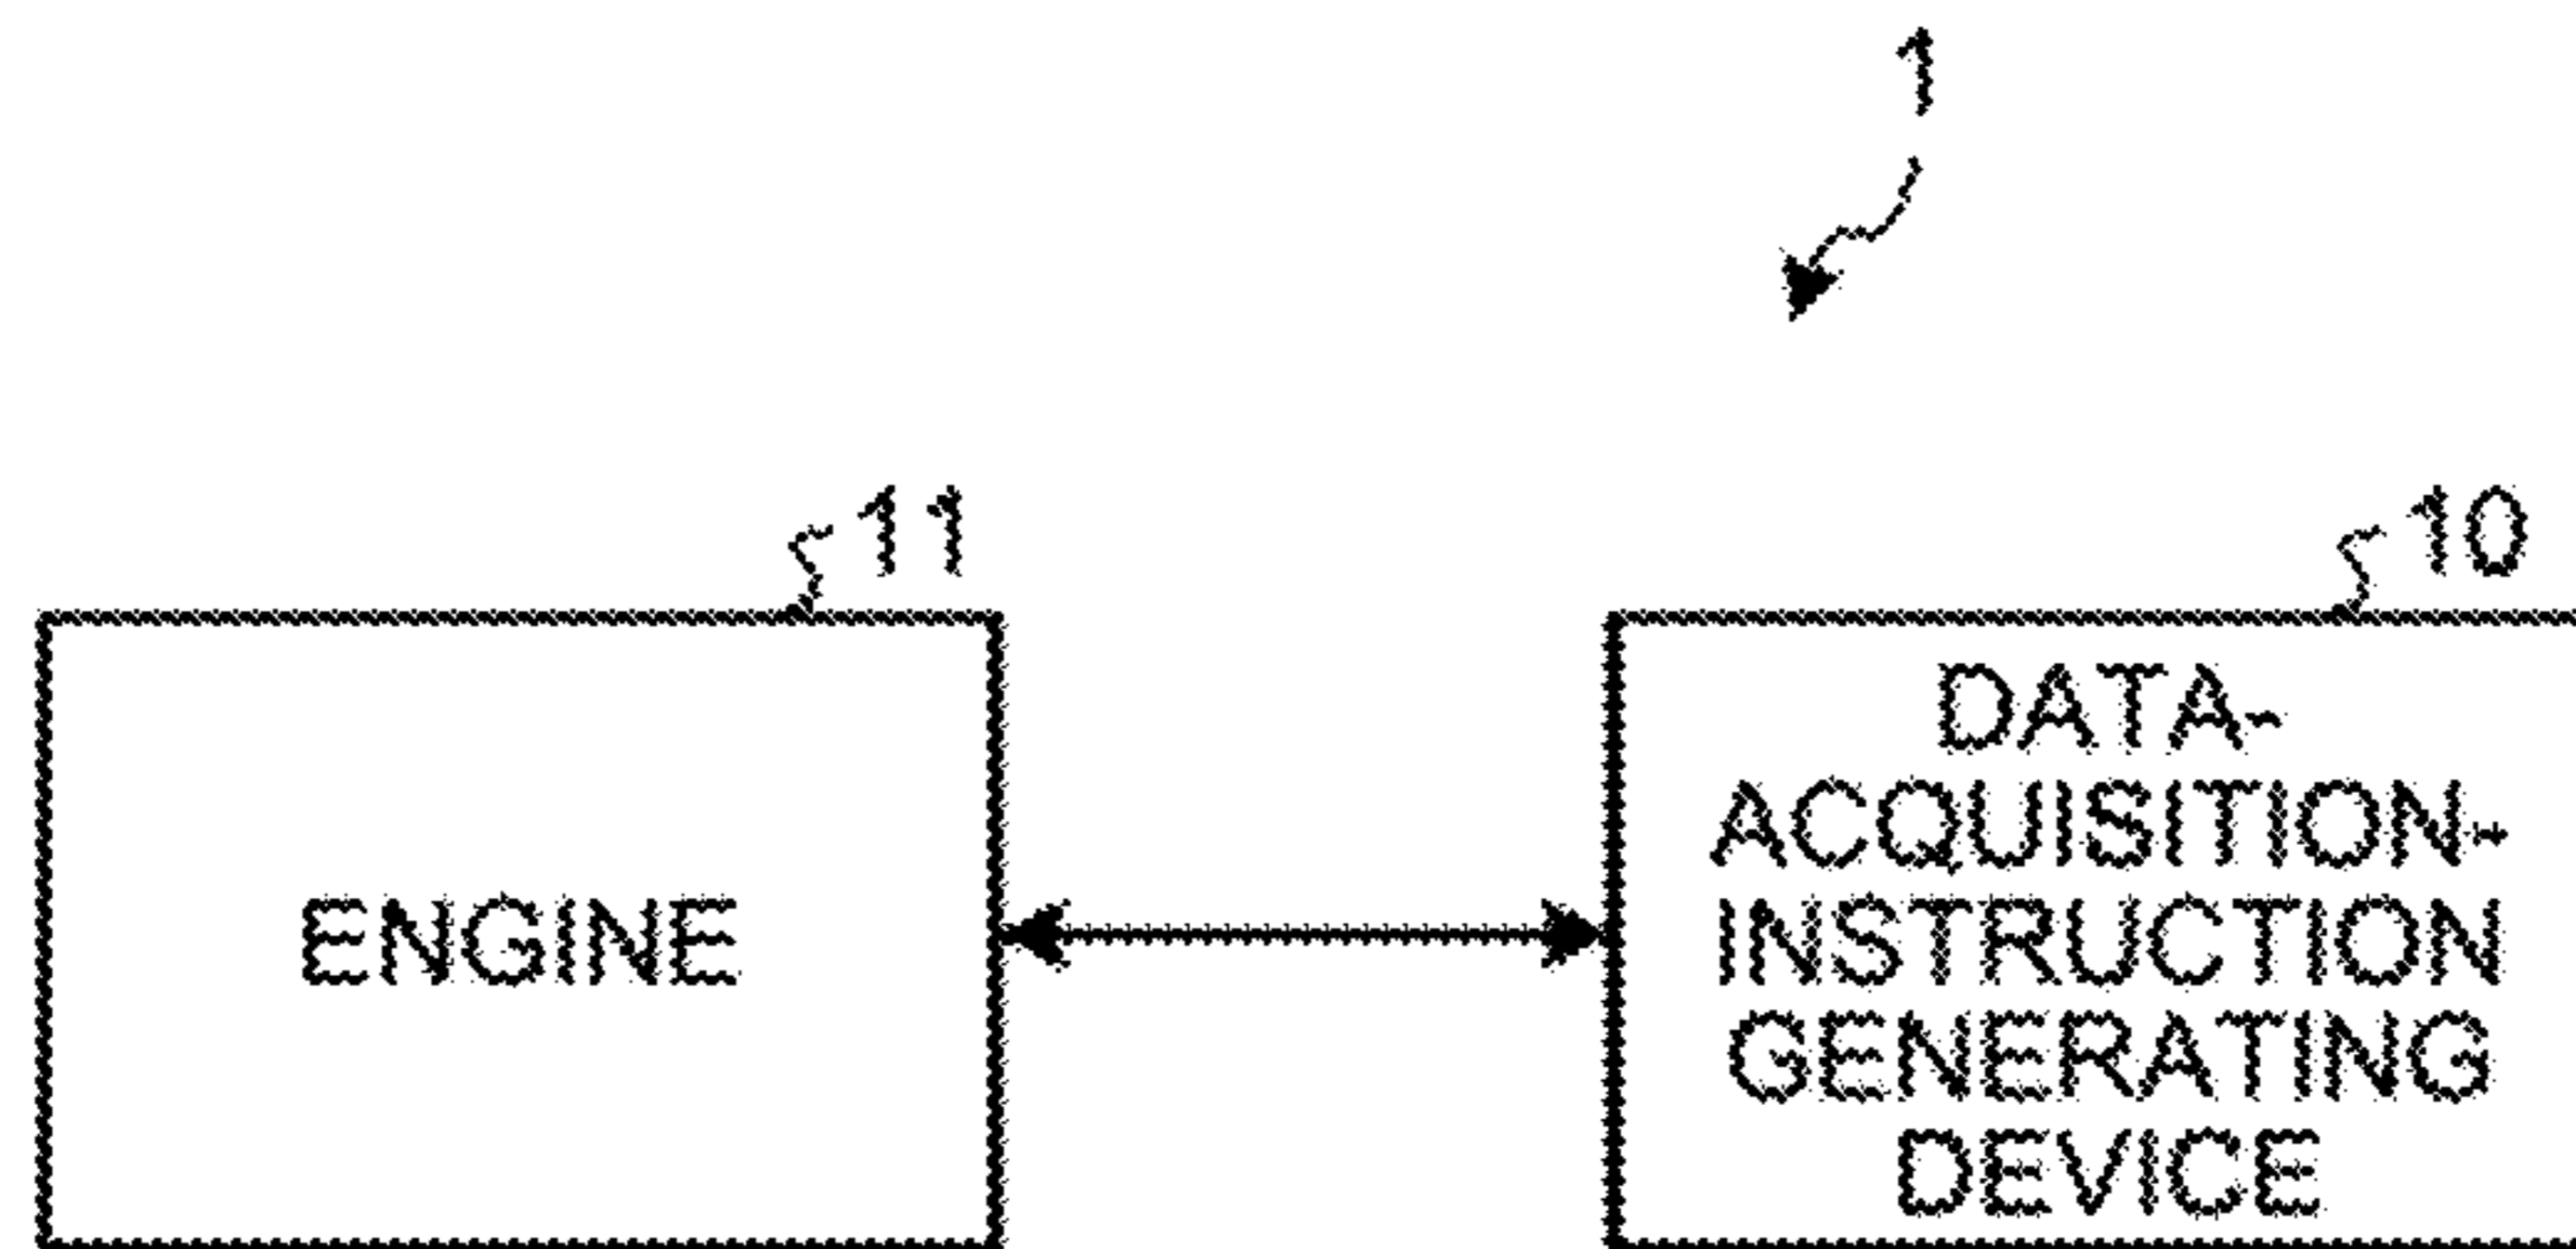 1
11
10
ENGINE
DATA-
ACQUISITION-
INSTRUCTION
GENERATING
DEVICE